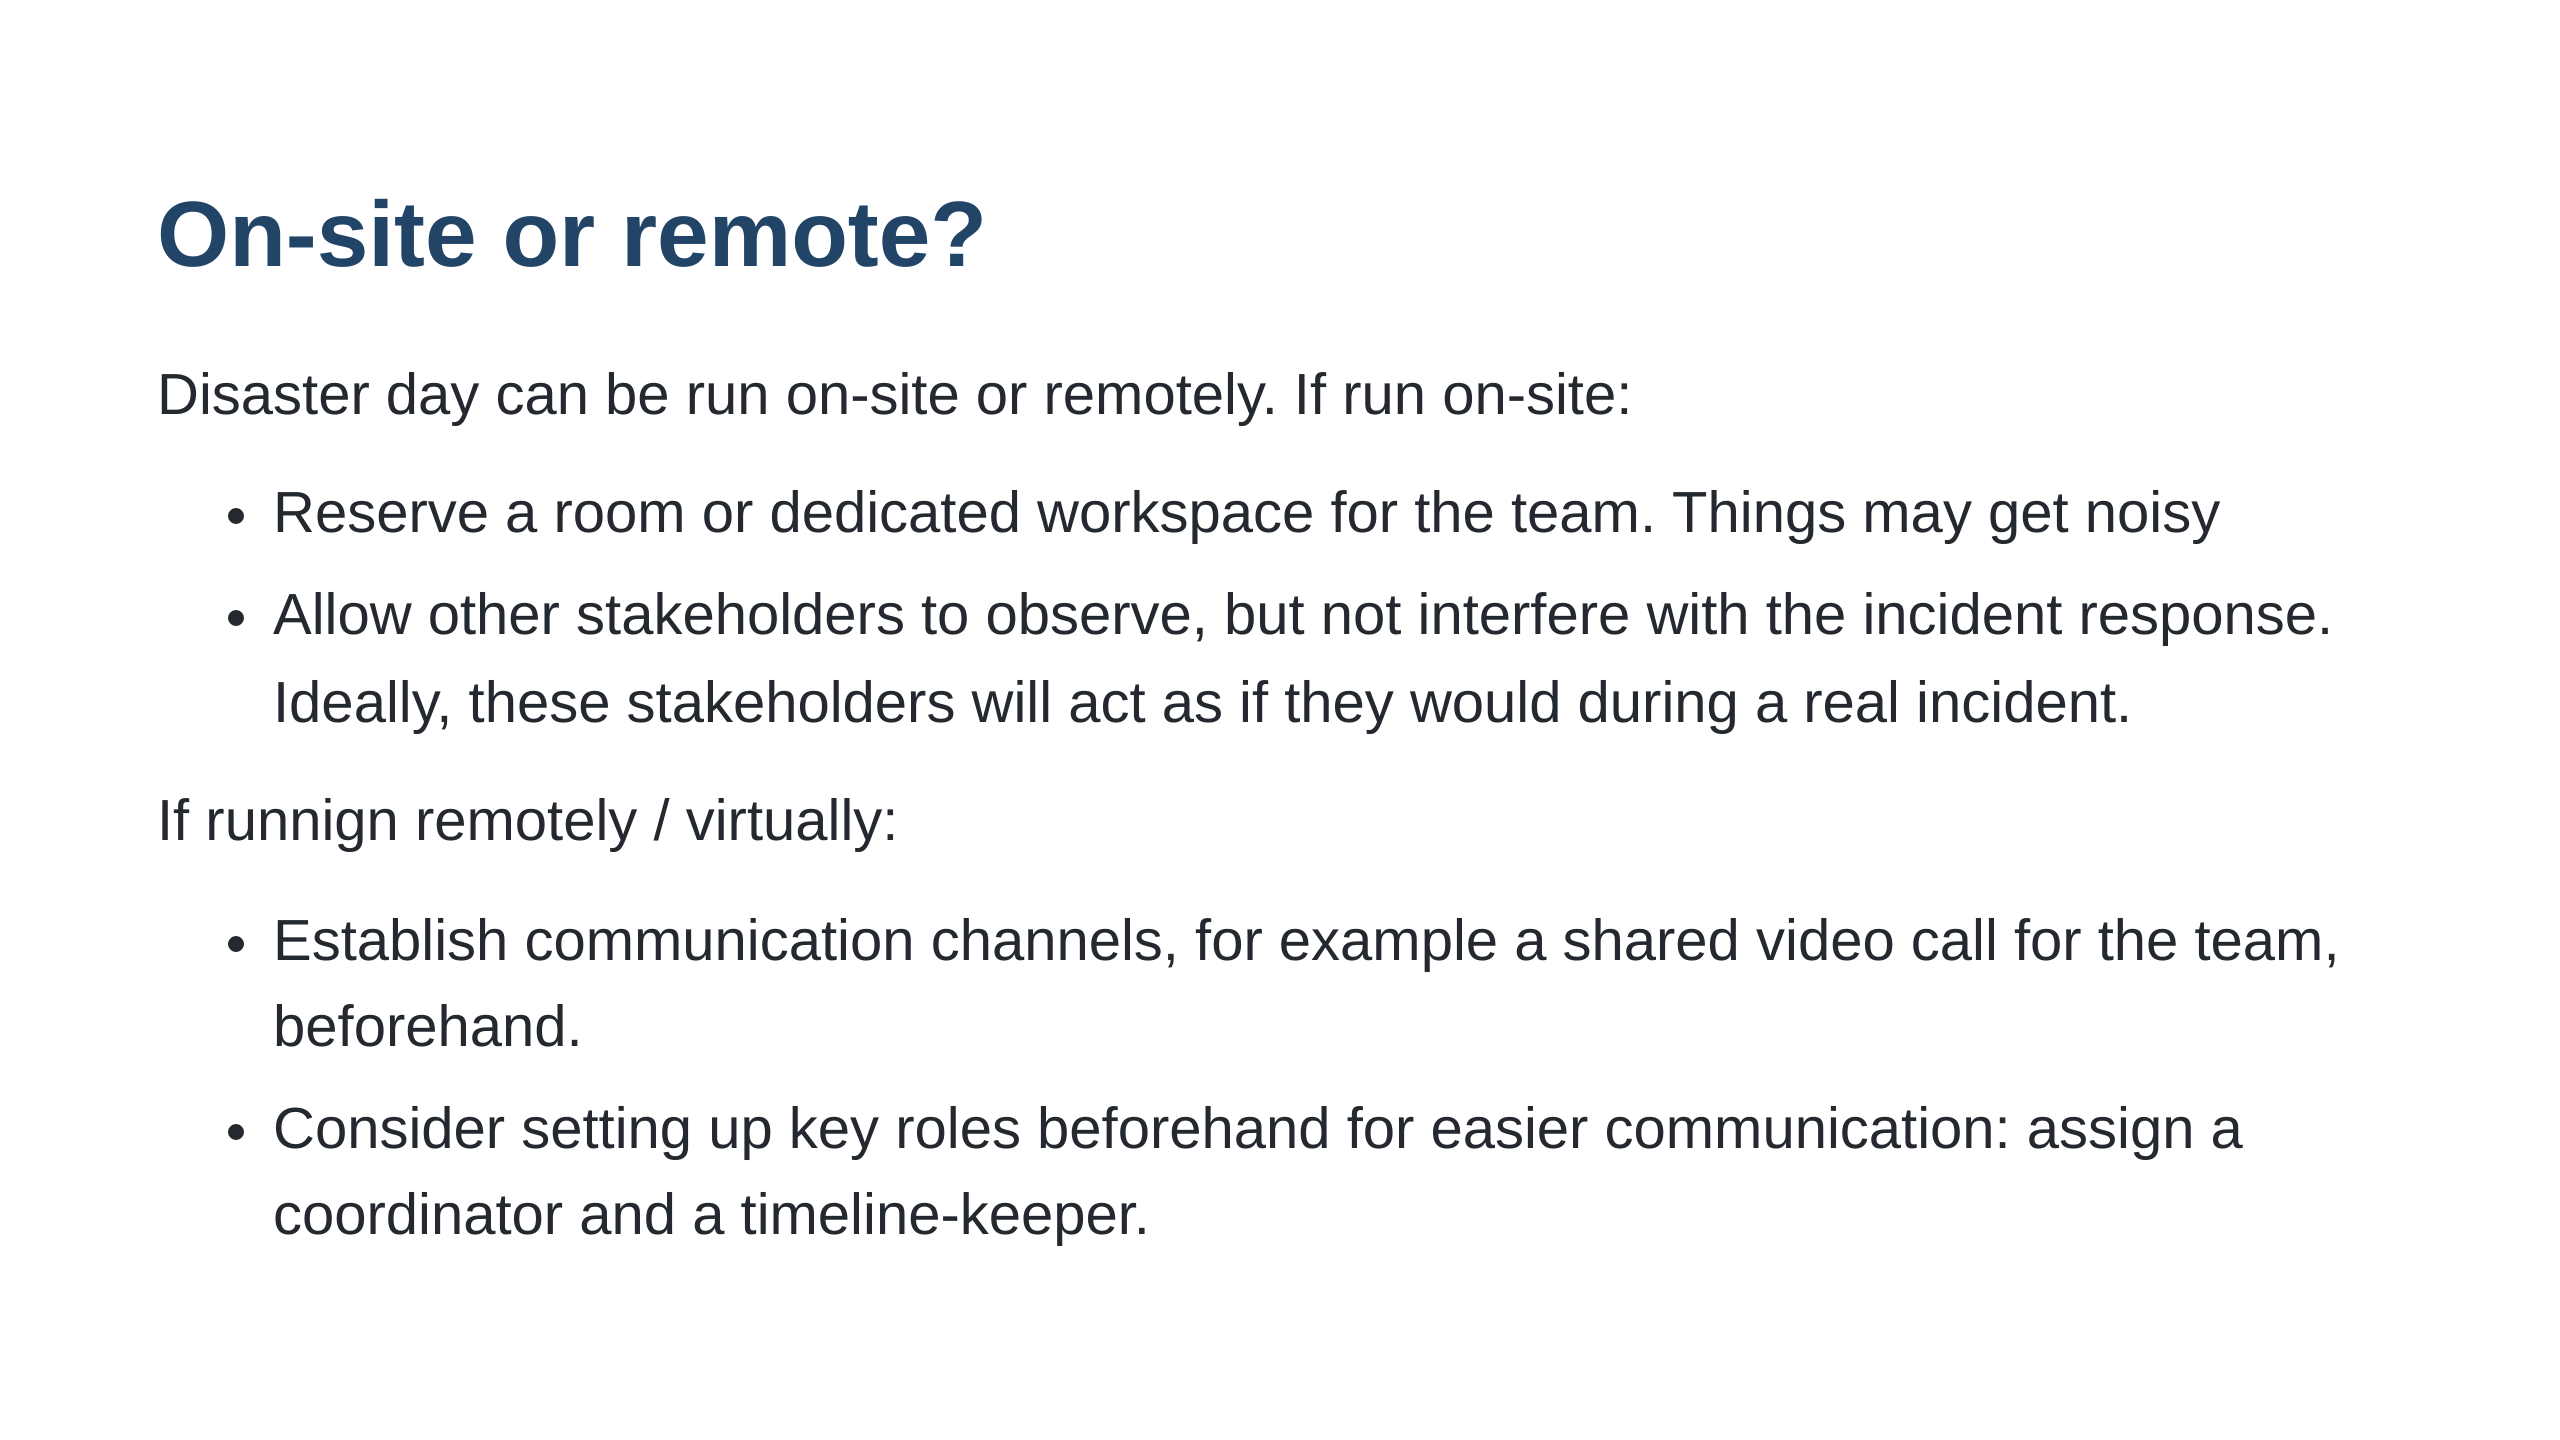 On-site or remote?
Disaster day can be run on-site or remotely. If run on-site:
• Reserve a room or dedicated workspace for the team. Things may get noisy
• Allow other stakeholders to observe, but not interfere with the incident response.
Ideally, these stakeholders will act as if they would during a real incident.
If runnign remotely / virtually:
• Establish communication channels, for example a shared video call for the team,
beforehand.
• Consider setting up key roles beforehand for easier communication: assign a
coordinator and a timeline-keeper.